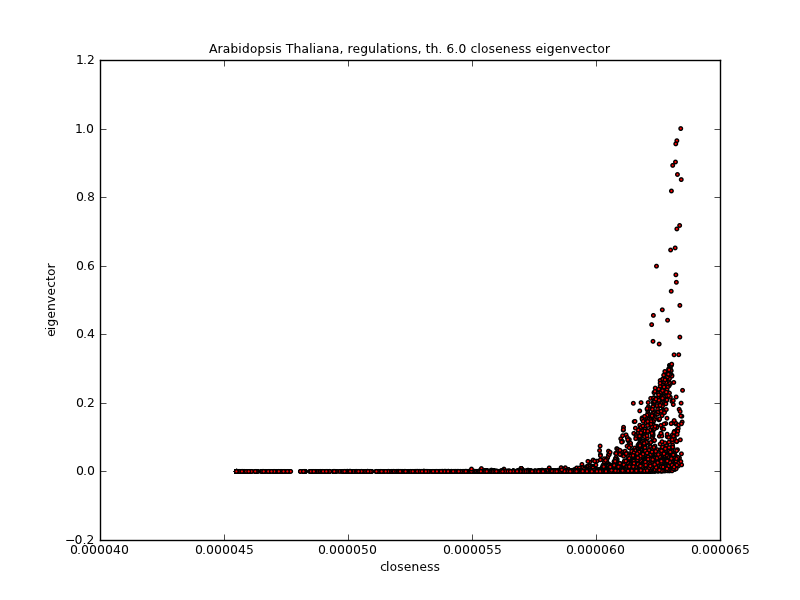 Arabidopsis Thaliana, regulations, th. 6.0 closeness eigenvector
1.2
1.0
0.8
0.6
0.4
0.2
0.0
−0.2
eigenvector
0.000040 0.000045 0.000050 0.000055 0.000060 0.000065
closeness